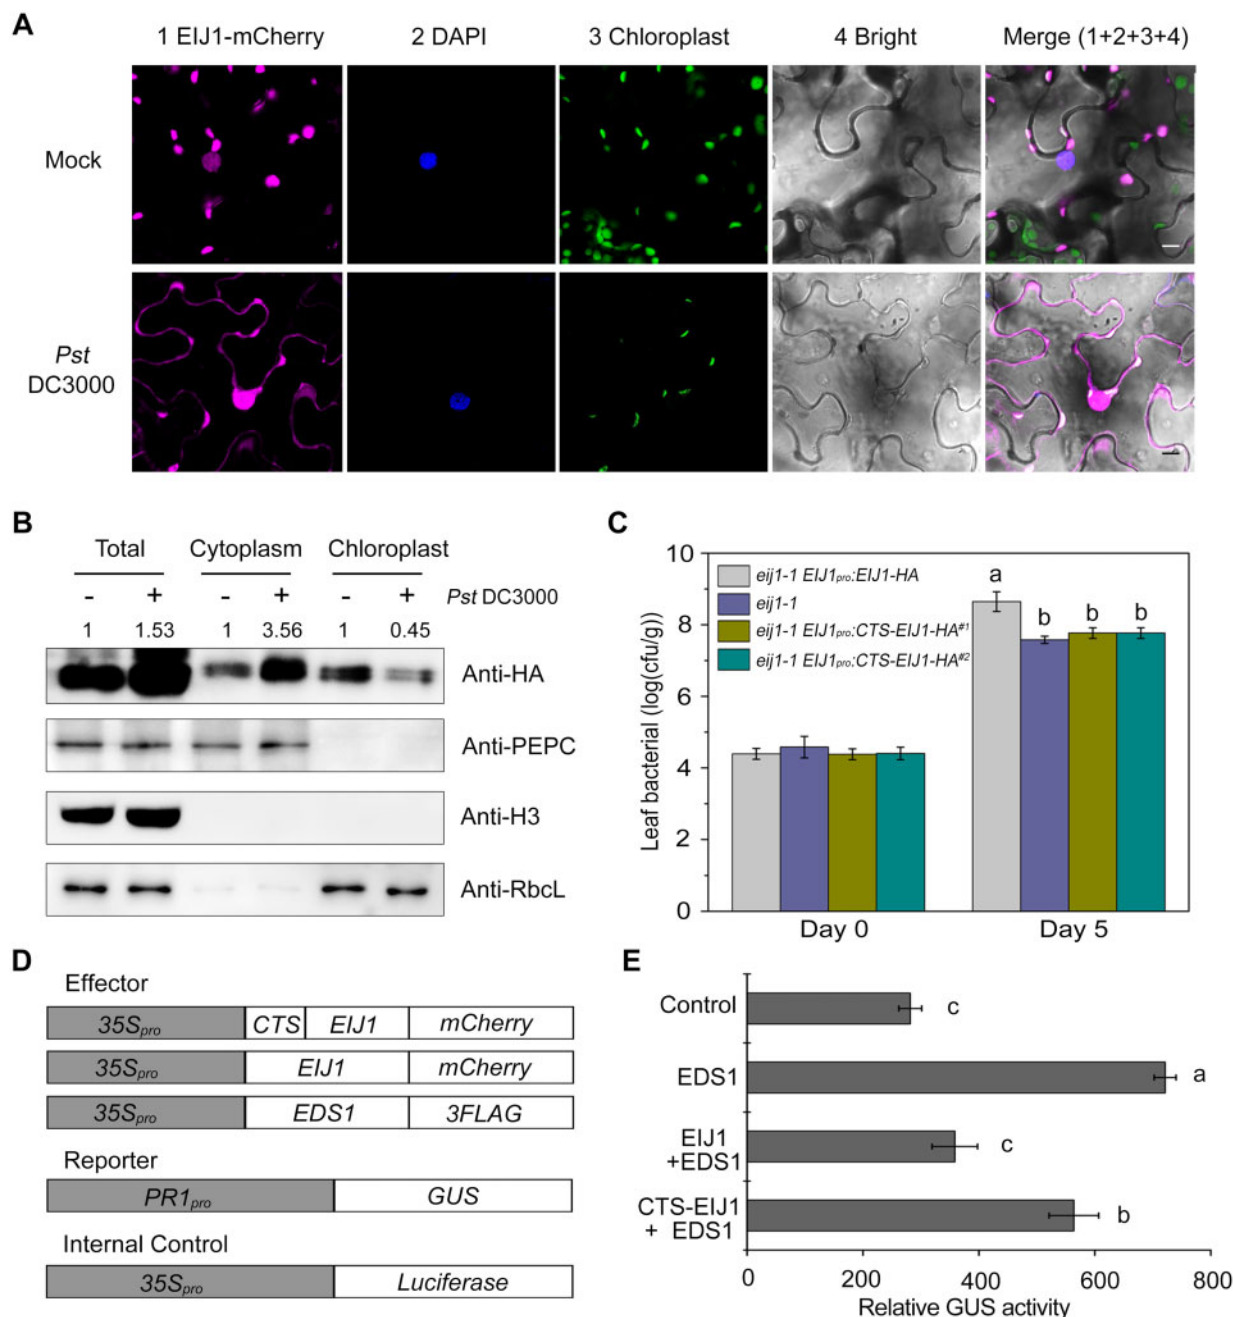 A
1 EIJ1-mCherry 2 DAPI 3 Chloroplast 4 Bright Merge (1+2+3+4)
Mock
Pst
DC3000
B
Total Cytoplasm Chloroplast
- + - + - + Pst DC3000
1 1.53 1 3.56 1 0.45
Anti-HA
Anti-PEPC
Anti-H3
Anti-RbcL
C
Leaf bacterial (log(cfu/g))
10
8
6
4
2
0
eij1-1 EIJ1pro:EIJ1-HA
eij1-1
eij1-1 EIJ1pro:CTS-EIJ1-HA#1
eij1-1 EIJ1pro:CTS-EIJ1-HA#2
a
b b b
Day 0 Day 5
D
Effector
35Spro CTS EIJ1 mCherry
35Spro EIJ1 mCherry
35Spro EDS1 3FLAG
Reporter
PR1pro GUS
Internal Control
35Spro Luciferase
E
Control c
EDS1 a
EIJ1
+EDS1 c
CTS-EIJ1
+ EDS1 b
0 200 400 600 800
Relative GUS activity